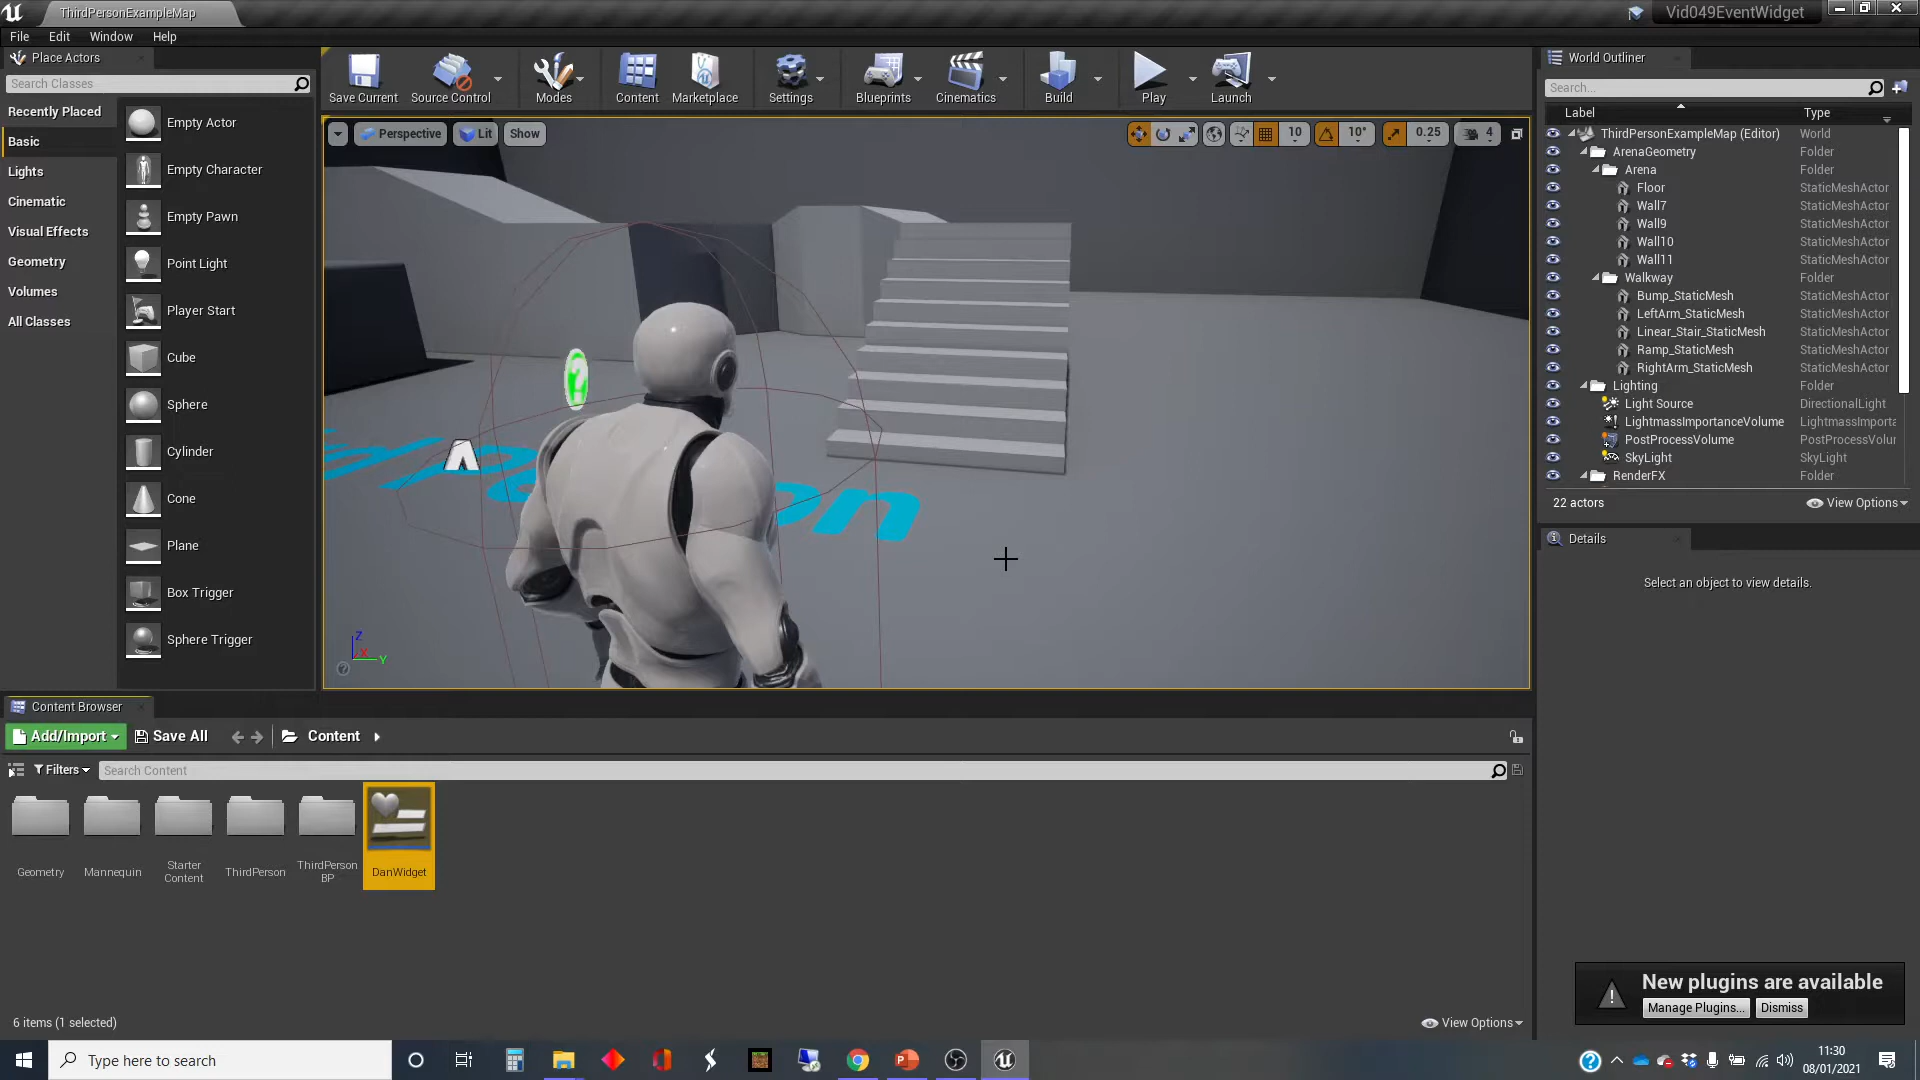 ThirdPersonExampleMap
Vid049EventWidget
File Edit Window Help
Place Actors
Search Classes
Recently Placed
Basic
Lights
Cinematic
Visual Effects
Geometry
Volumes
All Classes
Empty Actor
Empty Character
Empty Pawn
Point Light
Player Start
Cube
Sphere
Cylinder
Cone
Plane
Box Trigger
Sphere Trigger
Save Current
Source Control
Modes
Content
Marketplace
Settings
Blueprints
Cinematics
Build
Play
Launch
Perspective Lit Show
10 10° 0.25 4
Z
X
Y
World Outliner
Search...
Label Type
ThirdPersonExampleMap (Editor) World
ArenaGeometry Folder
Arena Folder
Floor StaticMeshActor
Wall7 StaticMeshActor
Wall9 StaticMeshActor
Wall10 StaticMeshActor
Wall11 StaticMeshActor
Walkway Folder
Bump_StaticMesh StaticMeshActor
LeftArm_StaticMesh StaticMeshActor
Linear_Stair_StaticMesh StaticMeshActor
Ramp_StaticMesh StaticMeshActor
RightArm_StaticMesh StaticMeshActor
Lighting Folder
Light Source DirectionalLight
LightmassImportanceVolume LightmassImporta
PostProcessVolume PostProcessVolur
SkyLight SkyLight
RenderFX Folder
22 actors View Options
Details
Select an object to view details.
Content Browser
Add/Import Save All Content
Filters Search Content
Geometry
Mannequin
Starter
Content
ThirdPerson
ThirdPerson
BP
DanWidget
6 items (1 selected) View Options
New plugins are available
Manage Plugins... Dismiss
Type here to search
11:30
08/01/2021